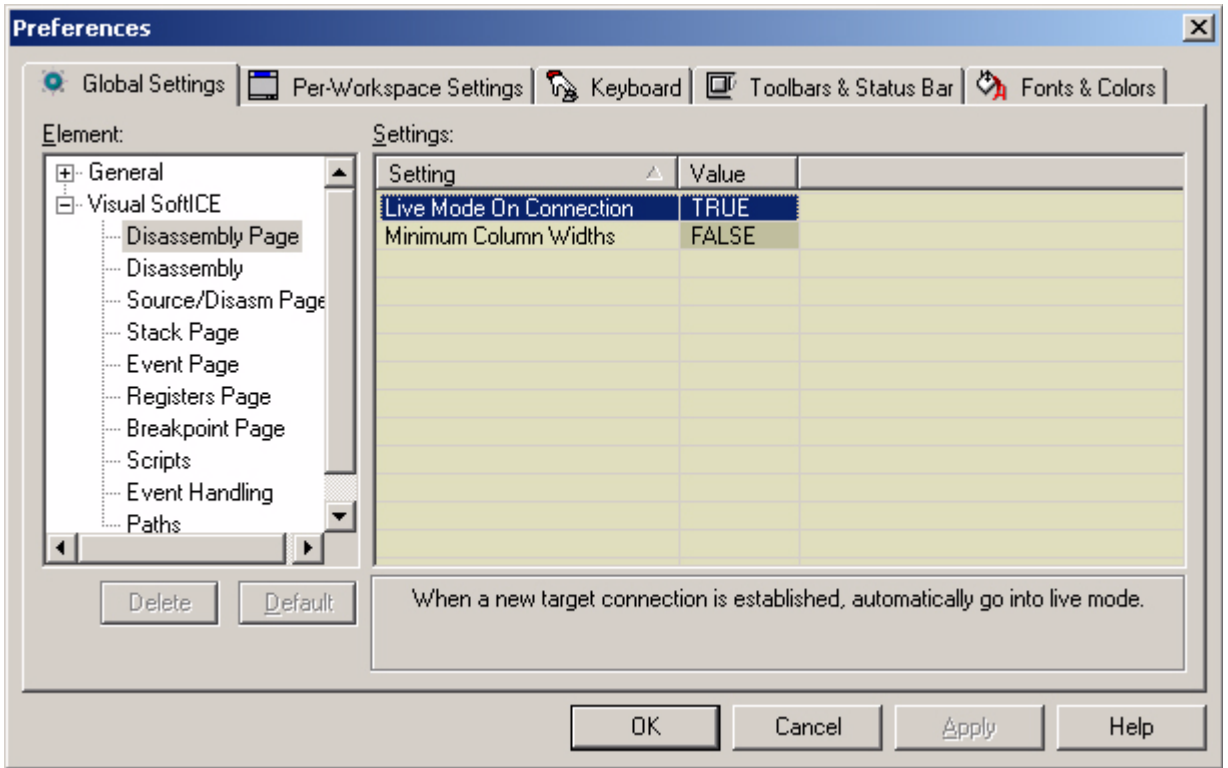 Preferences
Global Settings Per-Workspace Settings Keyboard Toolbars & Status Bar Fonts & Colors
Element:
General
Visual SoftICE
Disassembly Page
Disassembly
Source/Disasm Page
Stack Page
Event Page
Registers Page
Breakpoint Page
Scripts
Event Handling
Paths
Delete Default
Settings:
Setting Value
Live Mode On Connection TRUE
Minimum Column Widths FALSE
When a new target connection is established, automatically go into live mode.
OK Cancel Apply Help